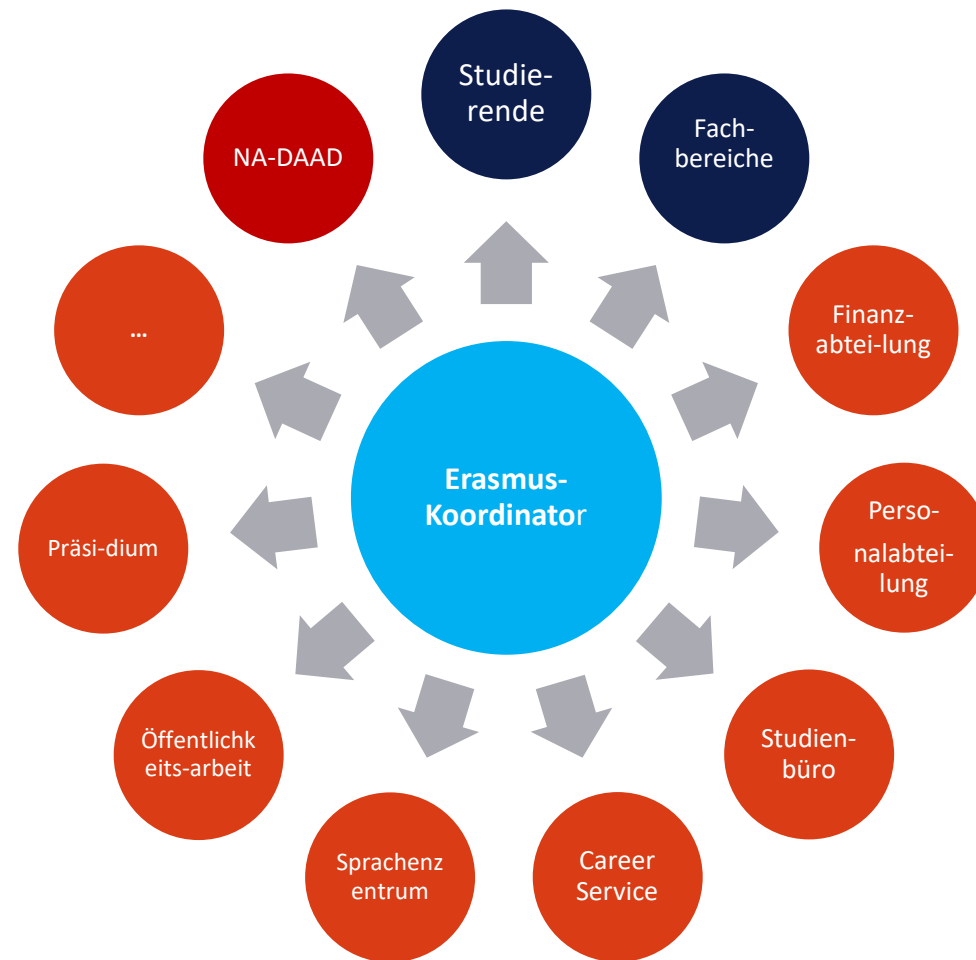 Studie-
rende
Fach-
bereiche
Finanz-
abtei-lung
Perso-
nalabtei-
lung
Studien-
büro
Career
Service
Sprachenz
entrum
Öffentlichk
eits-arbeit
Präsi-dium
...
NA-DAAD
Erasmus-
Koordinator